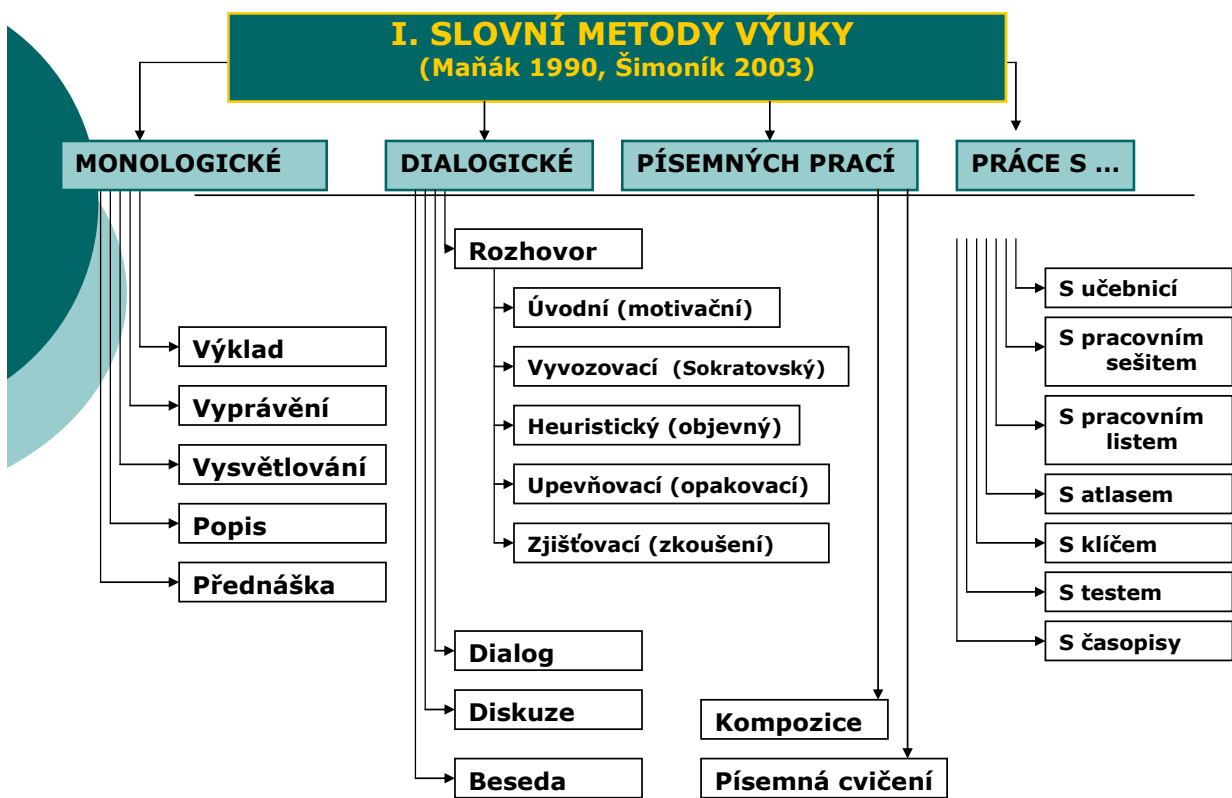 I. SLOVNÍ METODY VÝUKY
(Maňák 1990, Šimoník 2003)
MONOLOGICKÉ
DIALOGICKÉ
PÍSEMNÝCH PRACÍ
PRÁCE S ...
Výklad
Vyprávění
Vysvětlování
Popis
Přednáška
Rozhovor
Úvodní (motivační)
Vyvozovací (Sokratovský)
Heuristický (objevný)
Upevňovací (opakovací)
Zjišťovací (zkoušení)
Dialog
Diskuze
Beseda
Kompozice
Písemná cvičení
S učebnicí
S pracovním
sešitem
S pracovním
listem
S atlasem
S klíčem
S testem
S časopisy